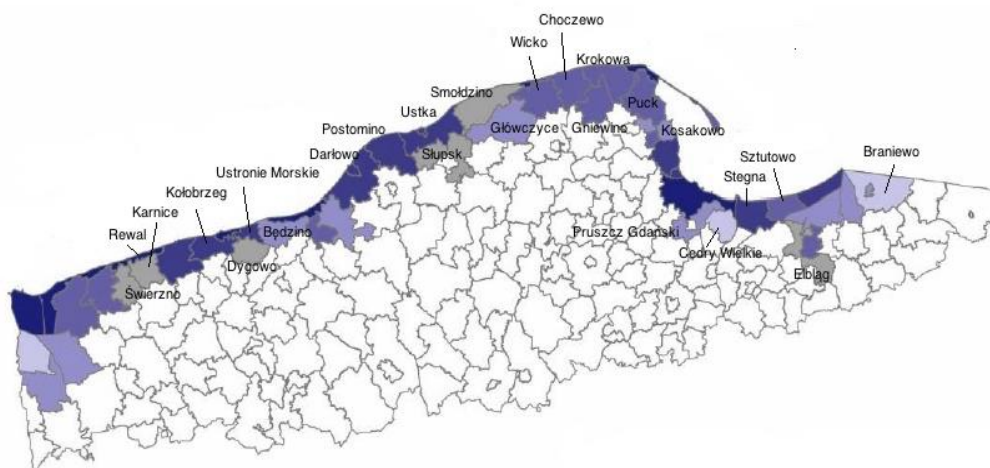 Choczewo
Wicko
Krokowa
Smołdzino
Puck
Ustka
Główczyce
Gniewino
Postomino
Kosakowo
Darłowo
Słupsk
Sztutowo
Braniewo
Ustronie Morskie
Stegna
Kołobrzeg
Karnice
Rewal
Będzino
Pruszcz Gdański
Cedry Wielkie
Dygowo
Elbląg
Świerzno